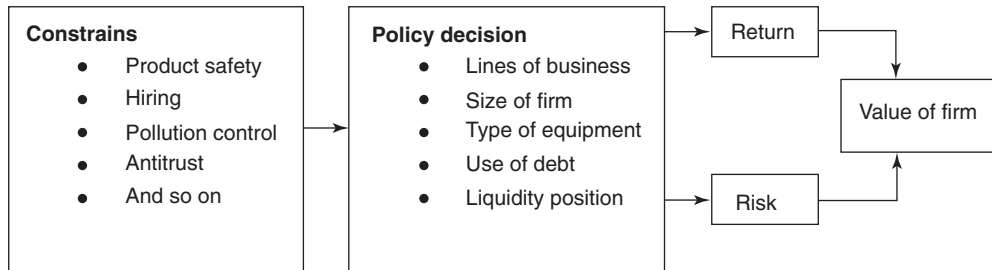 Constrains
● Product safety
● Hiring
● Pollution control
● Antitrust
● And so on
Policy decision
● Lines of business
● Size of firm
● Type of equipment
● Use of debt
● Liquidity position
Return
Risk
Value of firm